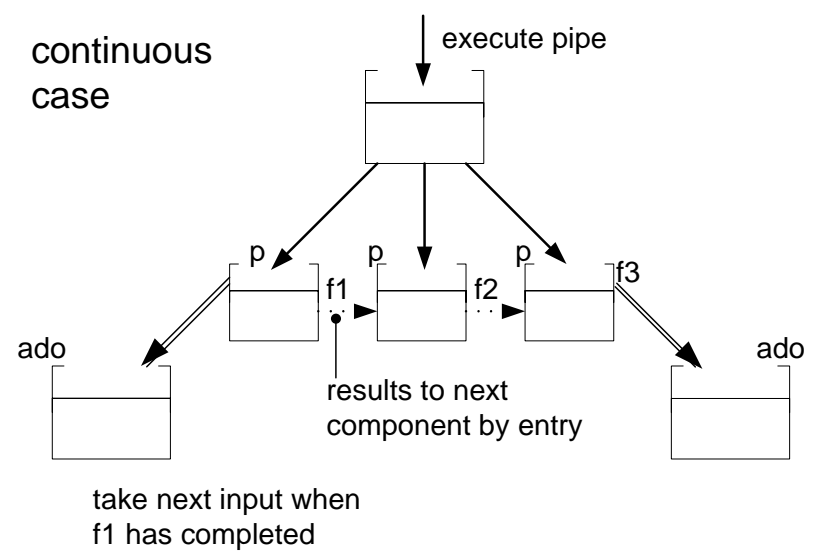 continuous
case
execute pipe
p
p
p
f1
f2
f3
ado
ado
results to next
component by entry
take next input when
f1 has completed